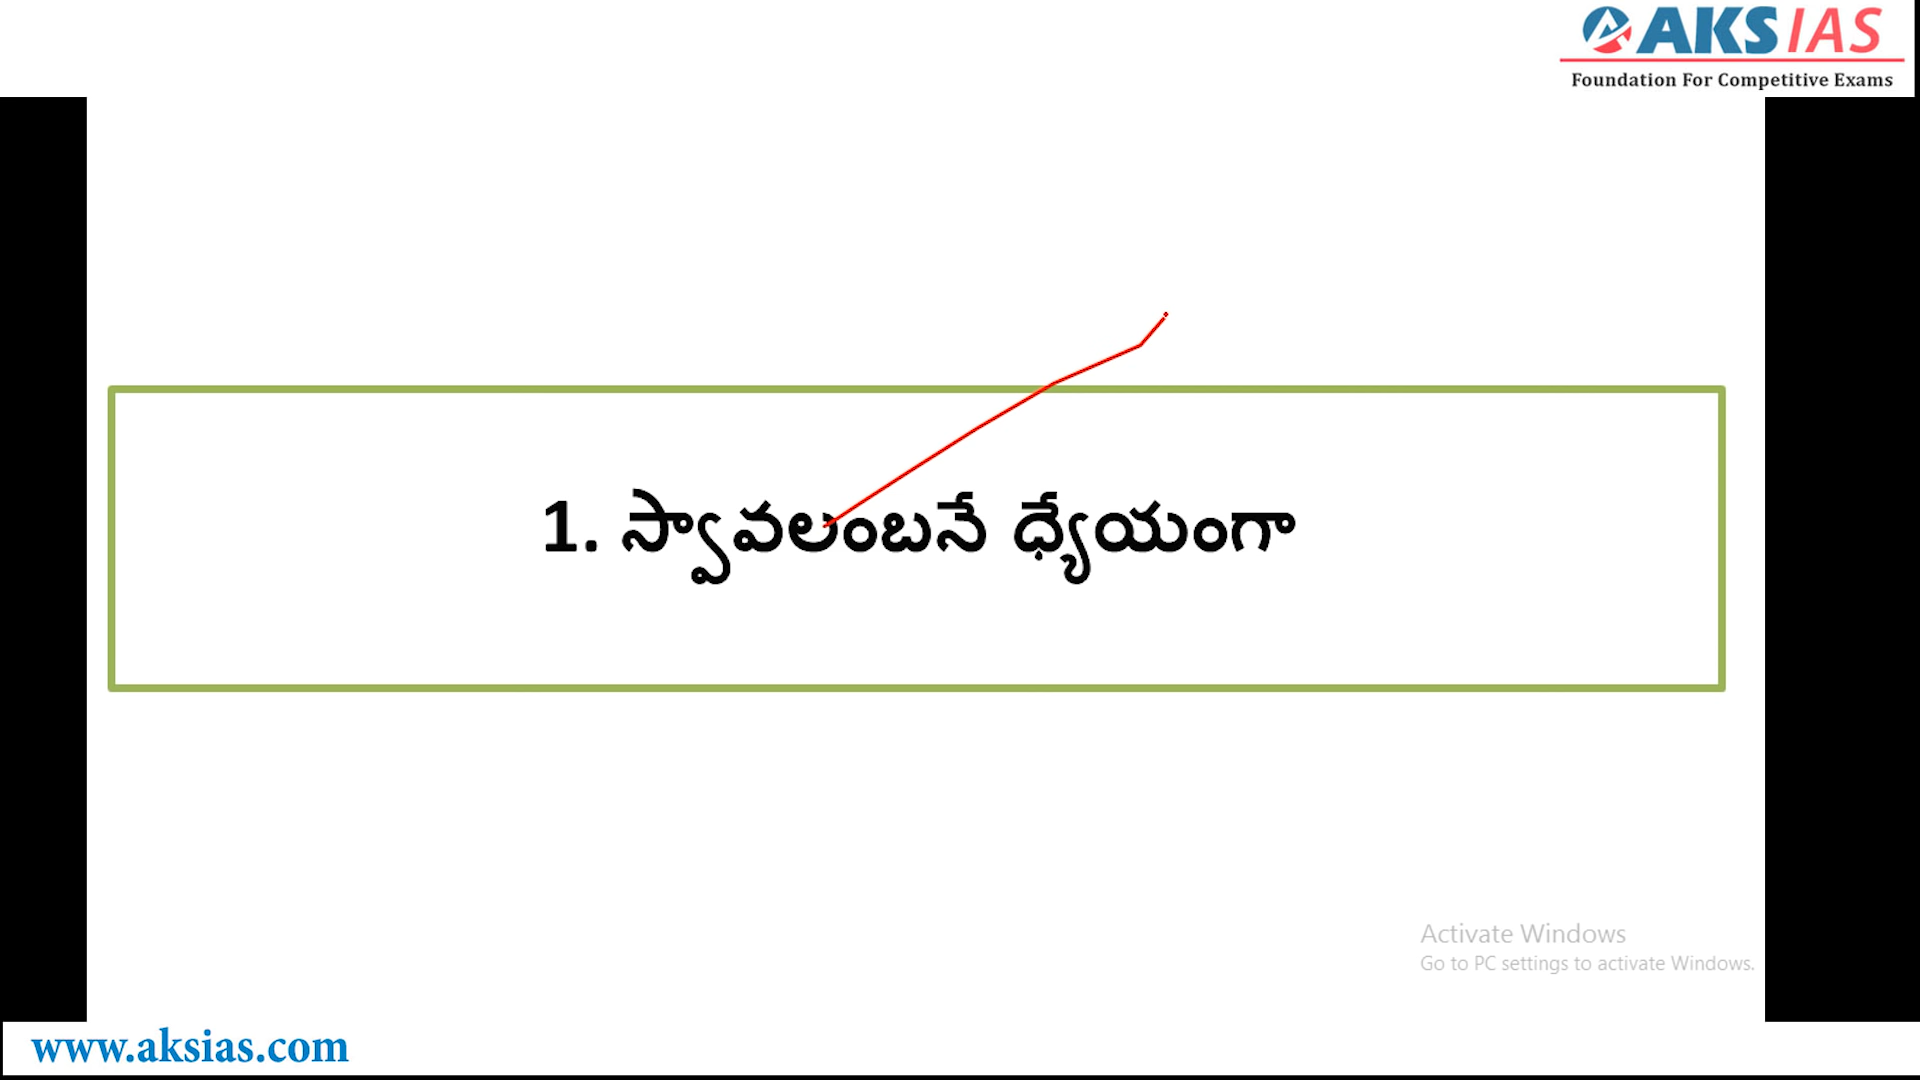 AKS IAS
Foundation For Competitive Exams
1. స్వావలంబనే ధ్యేయంగా
Activate Windows
Go to PC settings to activate Windows.
www.aksias.com